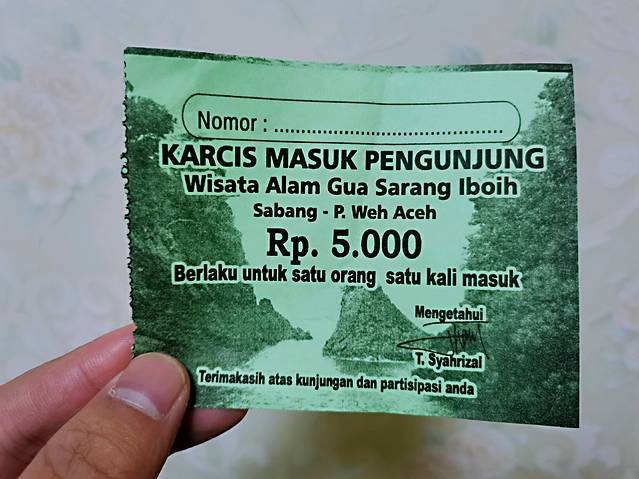 Nomor : ......................................
KARCIS MASUK PENGUNJUNG
Wisata Alam Gua Sarang Iboih
Sabang - P. Weh Aceh
Rp. 5.000
Berlaku untuk satu orang satu kali masuk
Mengetahui
T. Syahrizal
Terimakasih atas kunjungan dan partisipasi anda